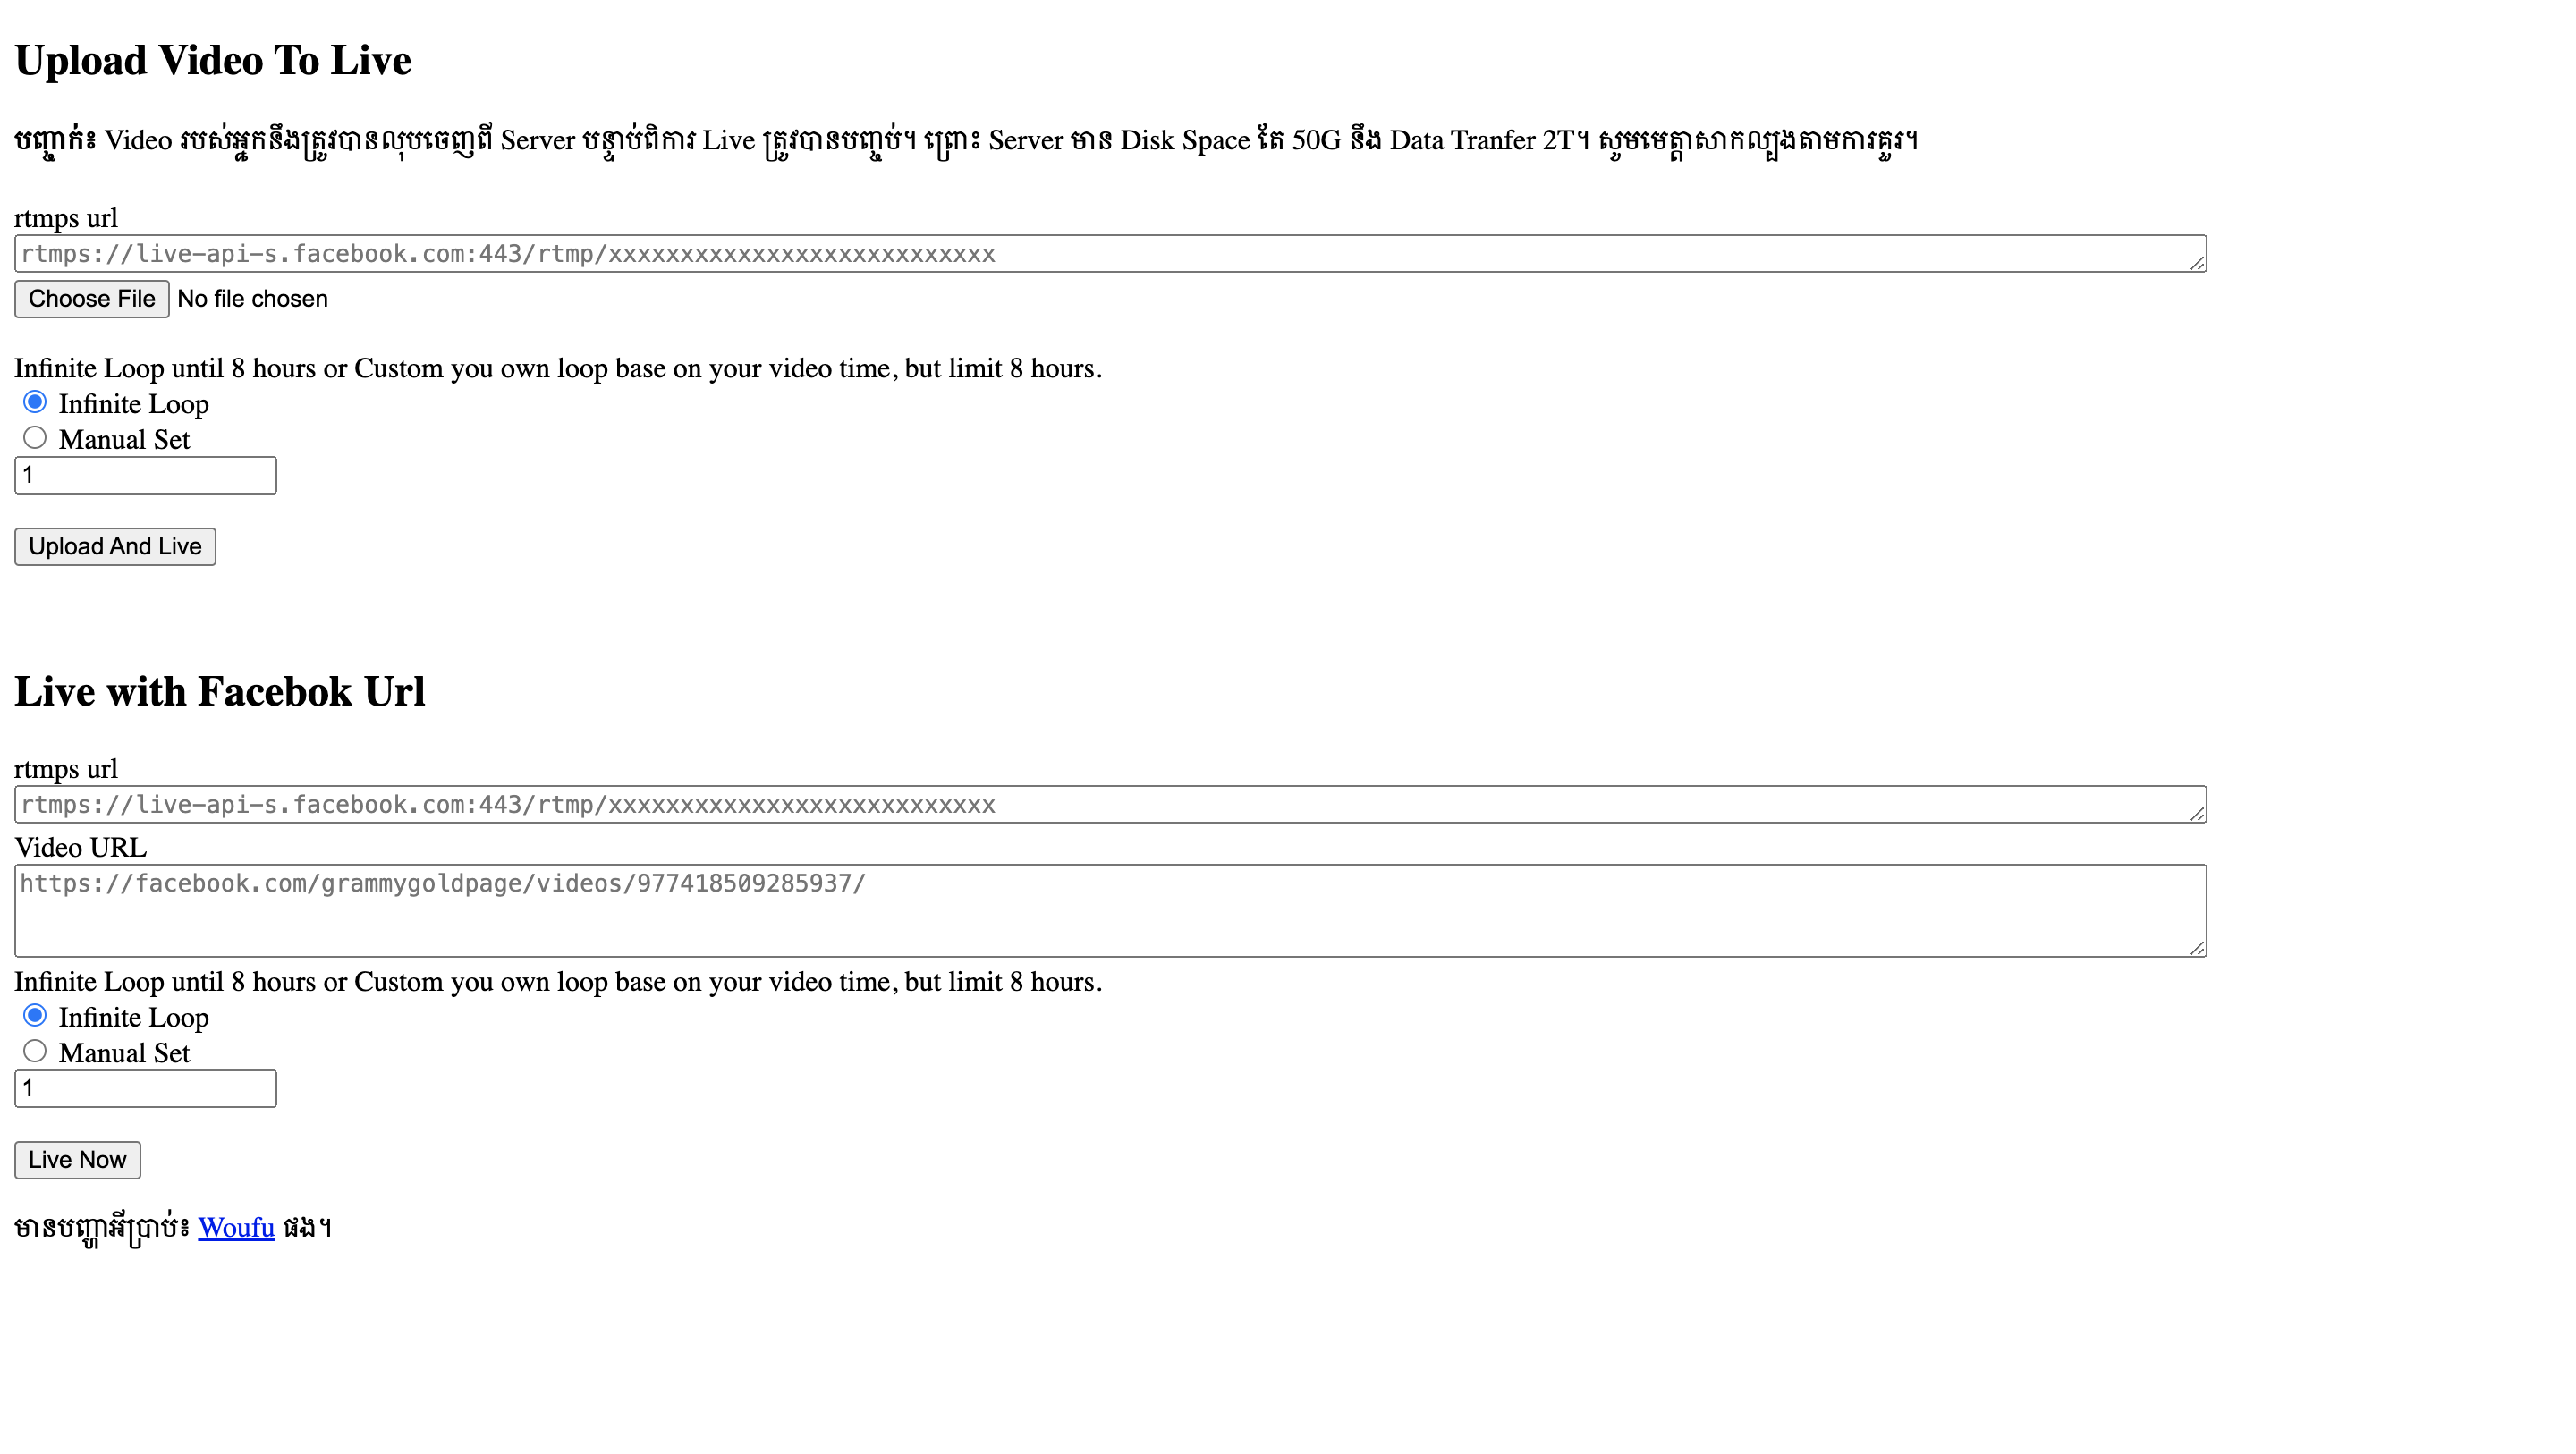 Upload Video To Live
បញ្ជាក់៖ Video របស់អ្នកនឹងត្រូវបានលុបចេញពី Server បន្ទាប់ពិការ Live ត្រូវបានបញ្ចប់។ ព្រោះ Server មាន Disk Space តែ 50G នឹង Data Tranfer 2T។ សូមមេត្តាសាកល្បងតាមការគួរ។
rtmps url
rtmps://live-api-s.facebook.com:443/rtmp/xxxxxxxxxxxxxxxxxxxxxxxxxxx
Choose File No file chosen
Infinite Loop until 8 hours or Custom you own loop base on your video time, but limit 8 hours.
Infinite Loop
Manual Set
1
Upload And Live
Live with Facebok Url
rtmps url
rtmps://live-api-s.facebook.com:443/rtmp/xxxxxxxxxxxxxxxxxxxxxxxxxxx
Video URL
https://facebook.com/grammygoldpage/videos/977418509285937/
Infinite Loop until 8 hours or Custom you own loop base on your video time, but limit 8 hours.
Infinite Loop
Manual Set
1
Live Now
មានបញ្ហាអីប្រាប់៖ Woufu ផង។